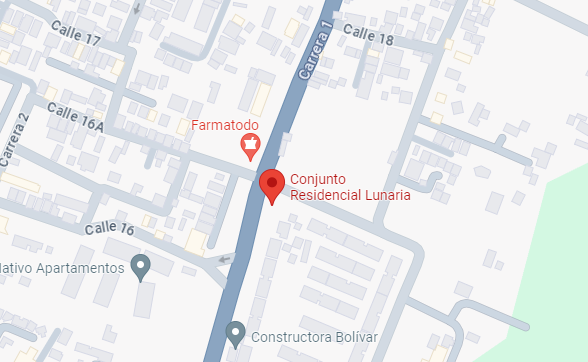 Calle 17
Carrera 1
Calle 18
Calle 16A
Farmatodo
Carrera 2
Conjunto
Residencial Lunaria
Calle 16
Nativo Apartamentos
Constructora Bolívar